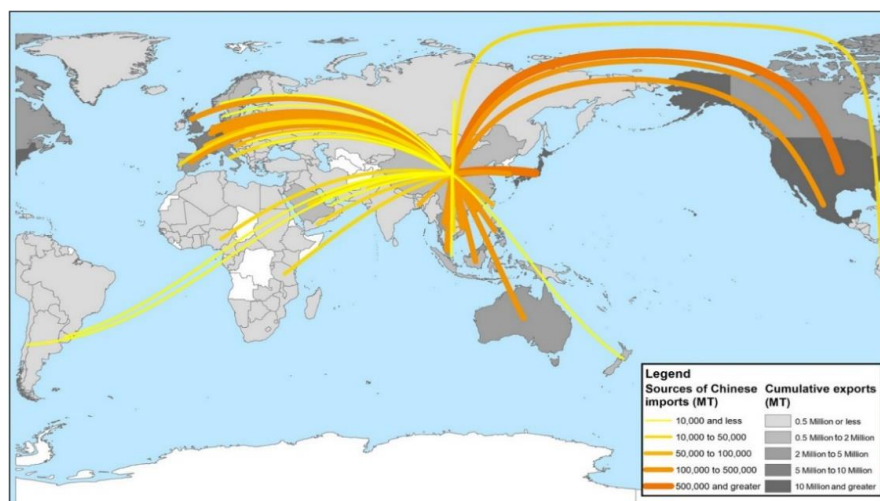 Legend
Sources of Chinese imports (MT)
10,000 and less
10,000 to 50,000
50,000 to 100,000
100,000 to 500,000
500,000 and greater
Cumulative exports (MT)
0.5 Million or less
0.5 Million to 2 Million
2 Million to 5 Million
5 Million to 10 Million
10 Million and greater